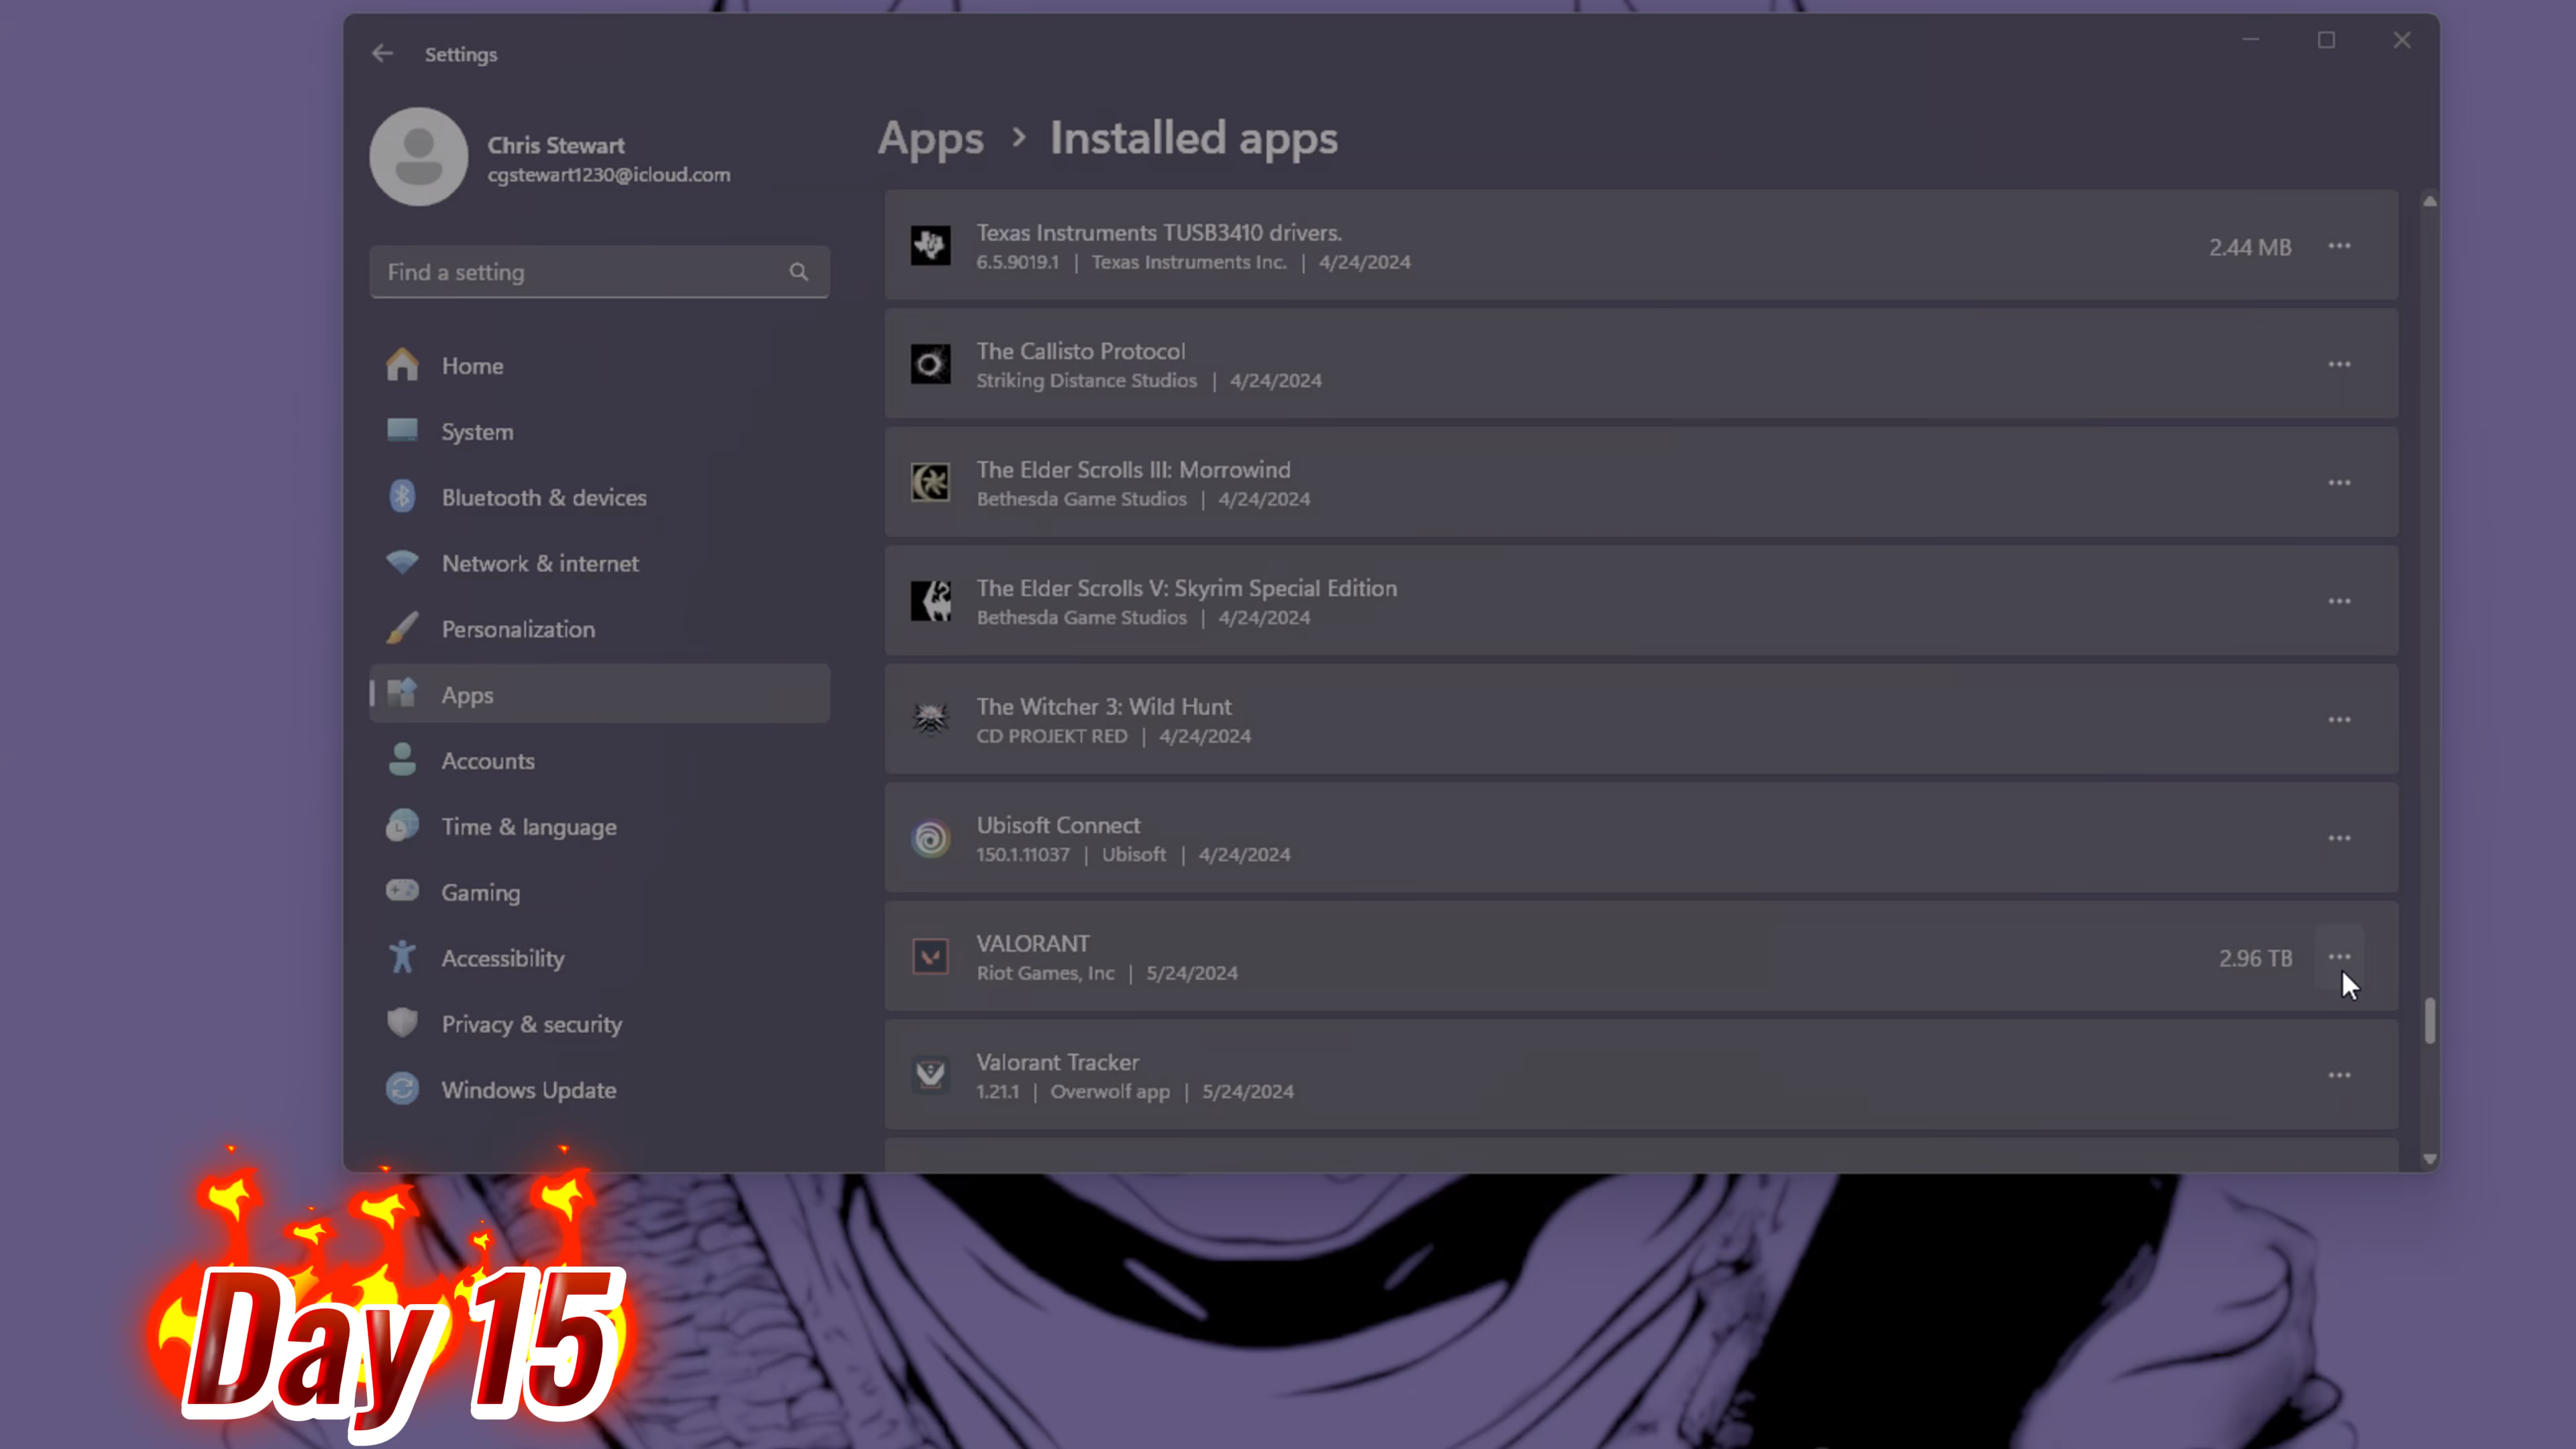 Settings
Chris Stewart
cgstewart1230@icloud.com
Find a setting
Home
System
Bluetooth & devices
Network & internet
Personalization
Apps
Accounts
Time & language
Gaming
Accessibility
Privacy & security
Windows Update
Apps > Installed apps
Texas Instruments TUSB3410 drivers.
6.5.9019.1 | Texas Instruments Inc. | 4/24/2024
2.44 MB
The Callisto Protocol
Striking Distance Studios | 4/24/2024
The Elder Scrolls III: Morrowind
Bethesda Game Studios | 4/24/2024
The Elder Scrolls V: Skyrim Special Edition
Bethesda Game Studios | 4/24/2024
The Witcher 3: Wild Hunt
CD PROJEKT RED | 4/24/2024
Ubisoft Connect
150.1.11037 | Ubisoft | 4/24/2024
VALORANT
Riot Games, Inc | 5/24/2024
2.96 TB
Valorant Tracker
1.21.1 | Overwolf app | 5/24/2024
Day 15